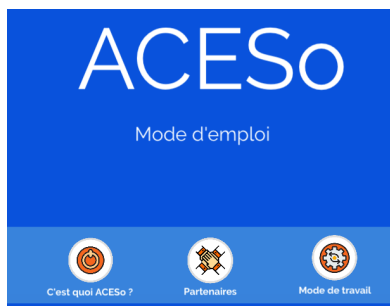 ACESo
Mode d'emploi
C'est quoi ACESo ?
Partenaires
Mode de travail